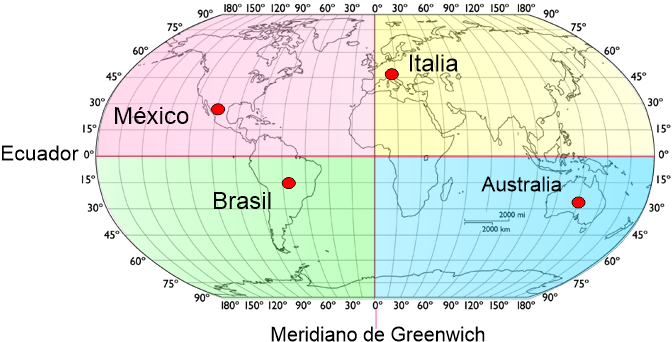 90° 180° 150° 120° 90° 60° 30° 0° 30° 60° 90° 120° 150° 180° 90°
75° 75°
60° 60°
Italia
45° 45°
30° 30°
México
15° 15°
Ecuador 0° 0°
15° Australia 15°
Brasil
30° 2000 mi 30°
2000 km
45° 45°
60° 60°
75° 75°
90° 180° 150° 120° 90° 60° 30° 0° 30° 60° 90° 120° 150° 180° 90°
Meridiano de Greenwich